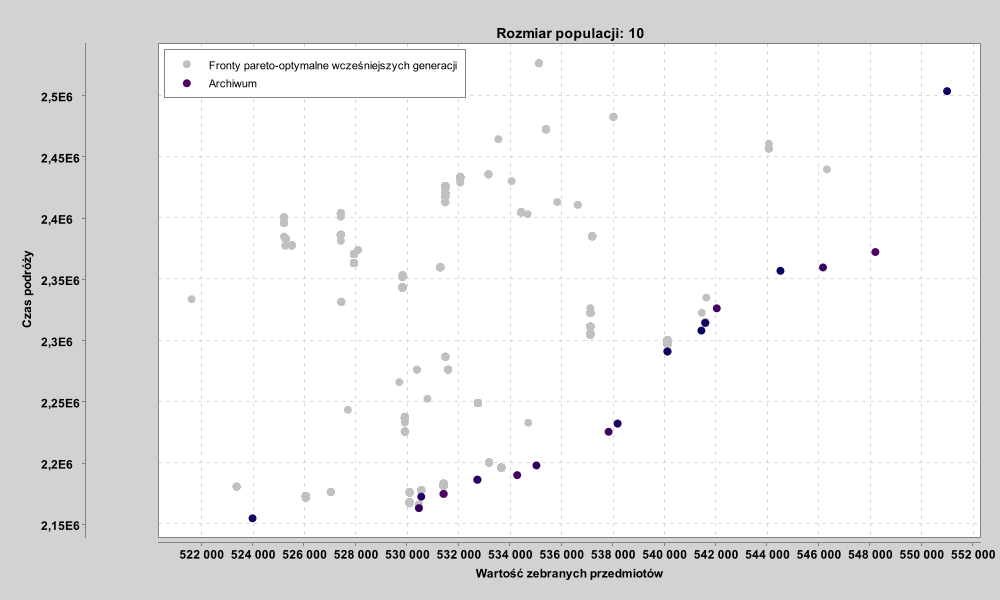 Rozmiar populacji: 10
Fronty pareto-optymalne wcześniejszych generacji
Archiwum
2,5E6
2,45E6
2,4E6
2,35E6
2,3E6
2,25E6
2,2E6
2,15E6
Czas podróży
522 000 524 000 526 000 528 000 530 000 532 000 534 000 536 000 538 000 540 000 542 000 544 000 546 000 548 000 550 000 552 000
Wartość zebranych przedmiotów